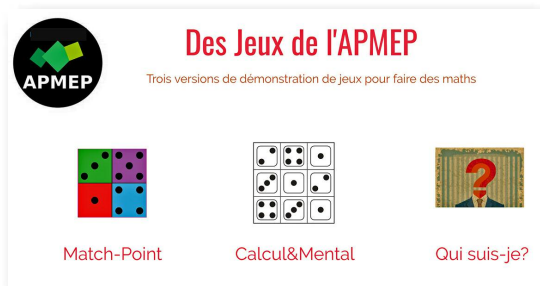 Des Jeux de l'APMEP
APMEP
Trois versions de démonstration de jeux pour faire des maths
?
Match-Point
Calcul&Mental
Qui suis-je?